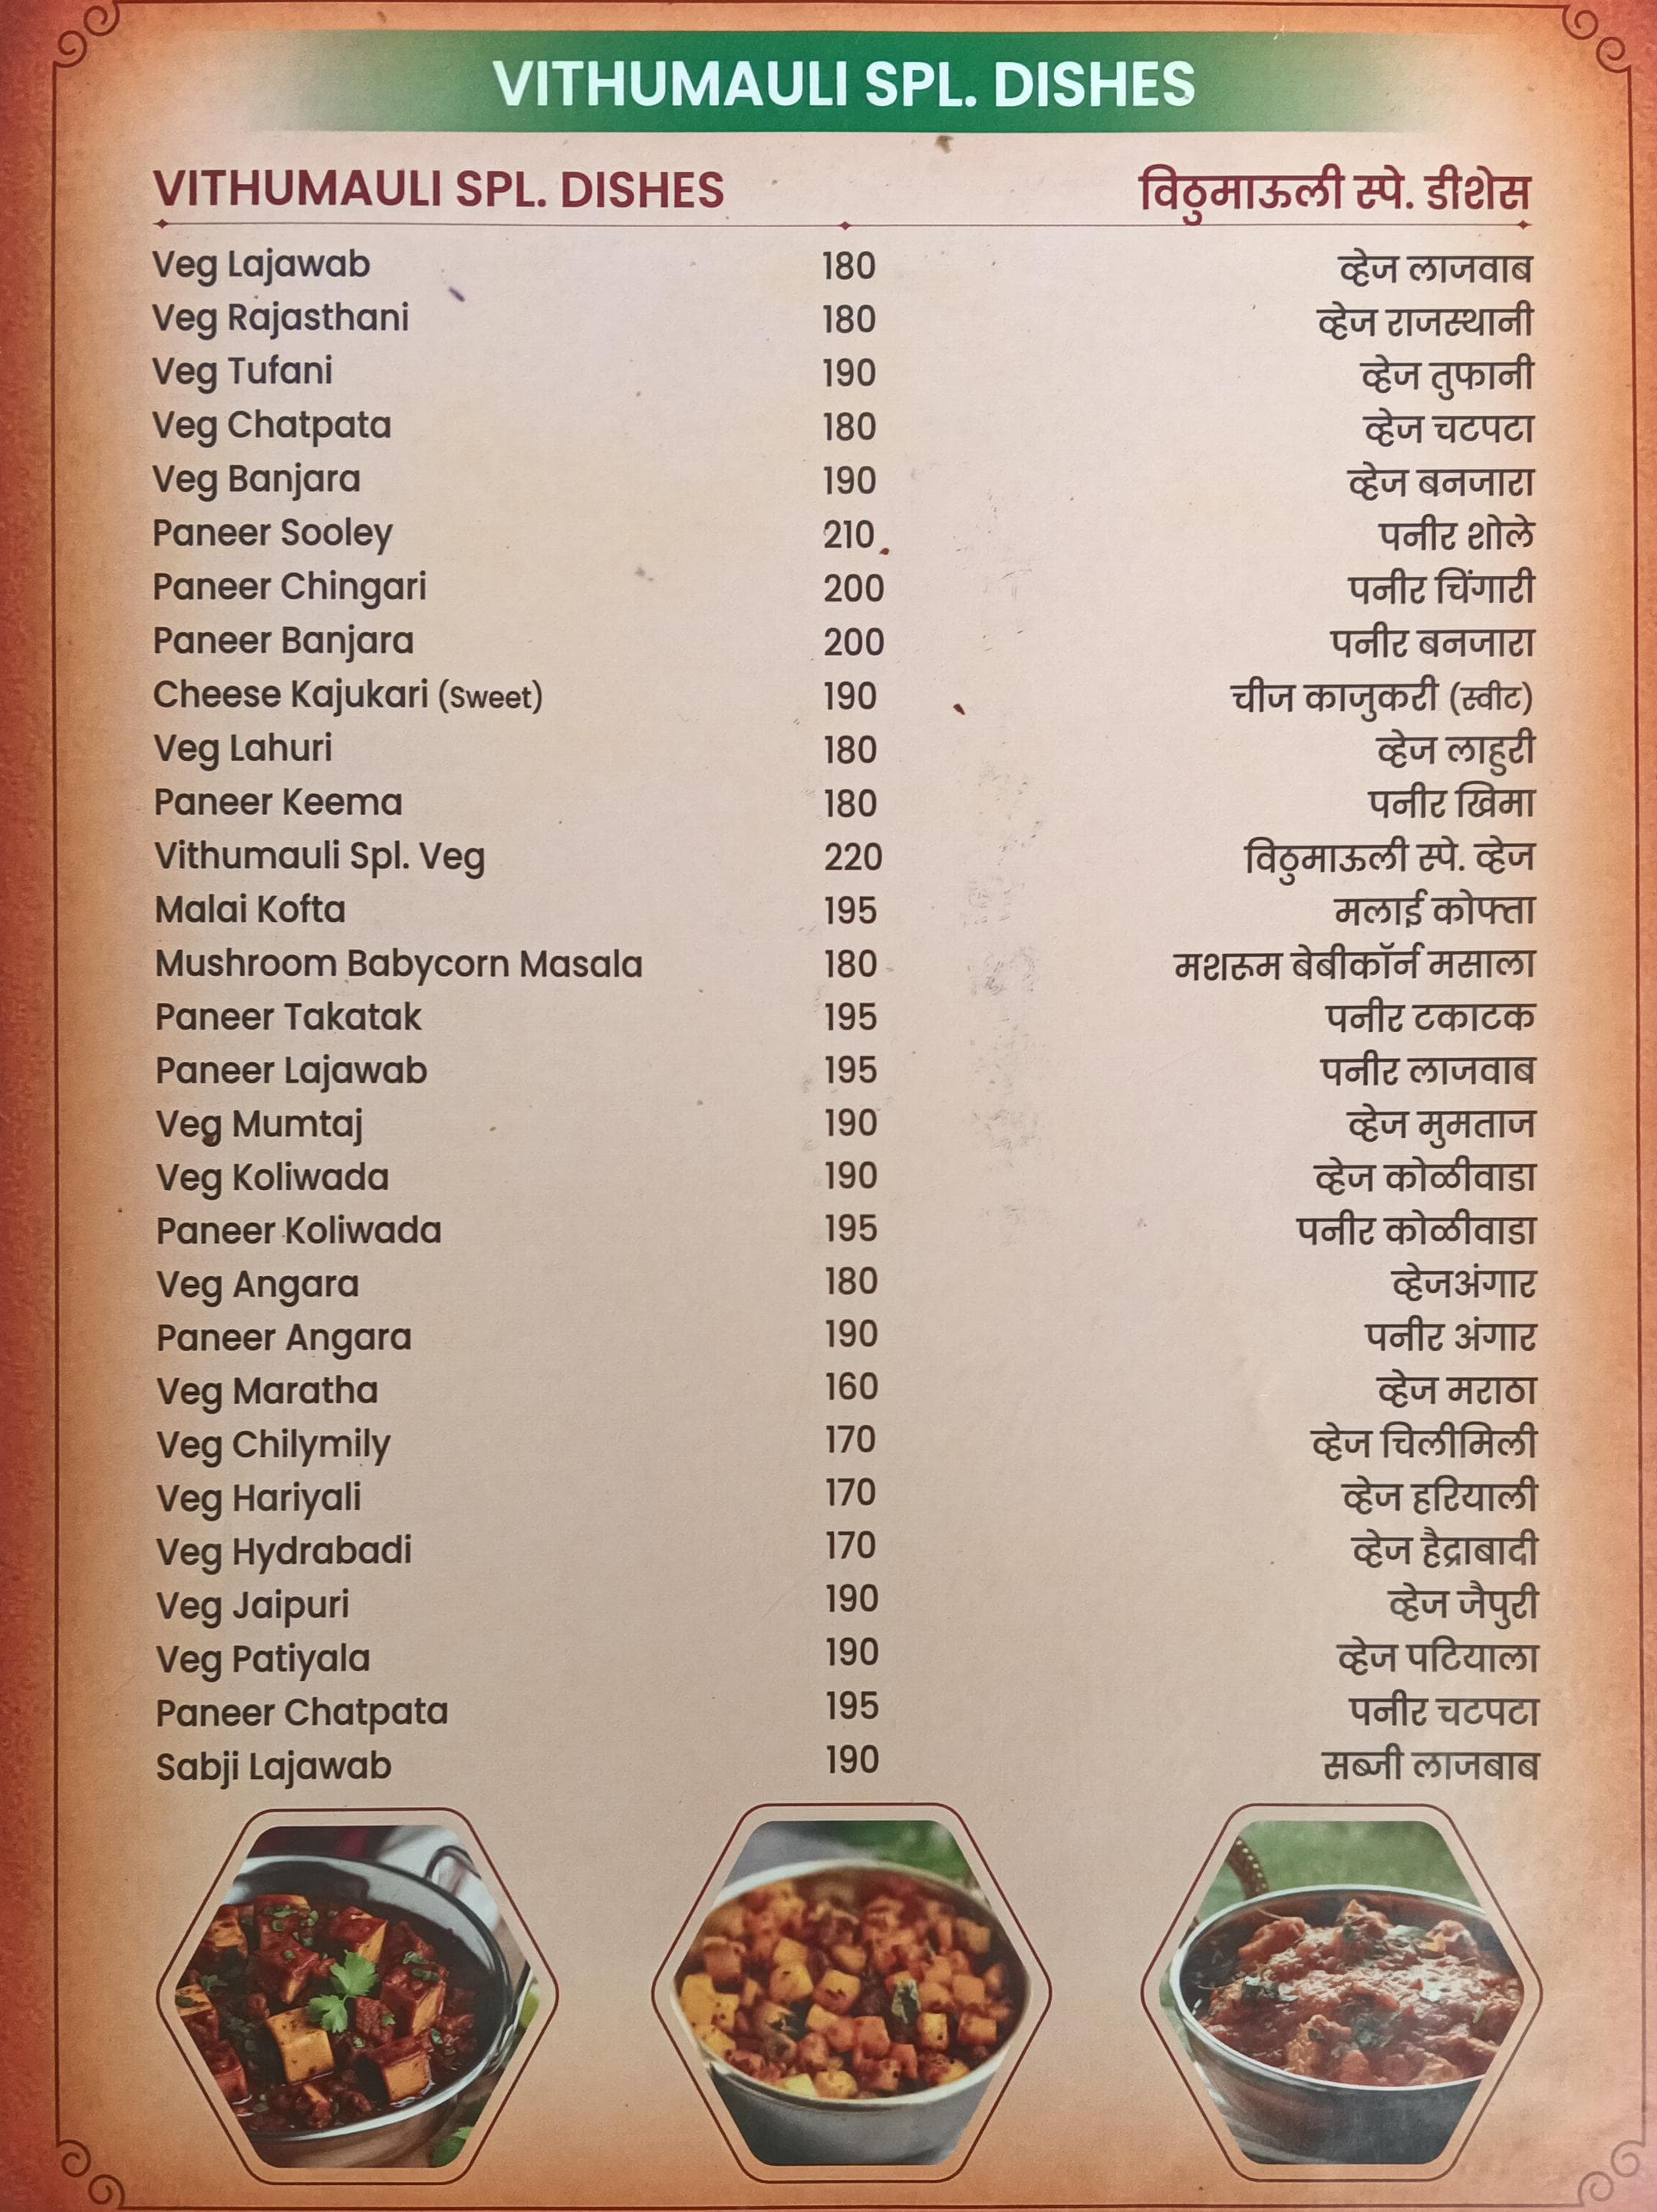 VITHUMAULI SPL. DISHES
VITHUMAULI SPL. DISHES विठुमाऊली स्पे. डीशेस
Veg Lajawab 180 व्हेज लाजवाब
Veg Rajasthani 180 व्हेज राजस्थानी
Veg Tufani 190 व्हेज तुफानी
Veg Chatpata 180 व्हेज चटपटा
Veg Banjara 190 व्हेज बनजारा
Paneer Sooley 210 पनीर शोले
Paneer Chingari 200 पनीर चिंगारी
Paneer Banjara 200 पनीर बनजारा
Cheese Kajukari (Sweet) 190 चीज काजुकरी (स्वीट)
Veg Lahuri 180 व्हेज लाहुरी
Paneer Keema 180 पनीर खिमा
Vithumauli Spl. Veg 220 विठुमाऊली स्पे. व्हेज
Malai Kofta 195 मलाई कोफ्ता
Mushroom Babycorn Masala 180 मशरूम बेबीकॉर्न मसाला
Paneer Takatak 195 पनीर टकाटक
Paneer Lajawab 195 पनीर लाजवाब
Veg Mumtaj 190 व्हेज मुमताज
Veg Koliwada 190 व्हेज कोळीवाडा
Paneer Koliwada 195 पनीर कोळीवाडा
Veg Angara 180 व्हेजअंगार
Paneer Angara 190 पनीर अंगार
Veg Maratha 160 व्हेज मराठा
Veg Chilymily 170 व्हेज चिलीमिली
Veg Hariyali 170 व्हेज हरियाली
Veg Hydrabadi 170 व्हेज हैद्राबादी
Veg Jaipuri 190 व्हेज जैपुरी
Veg Patiyala 190 व्हेज पटियाला
Paneer Chatpata 195 पनीर चटपटा
Sabji Lajawab 190 सब्जी लाजबाब